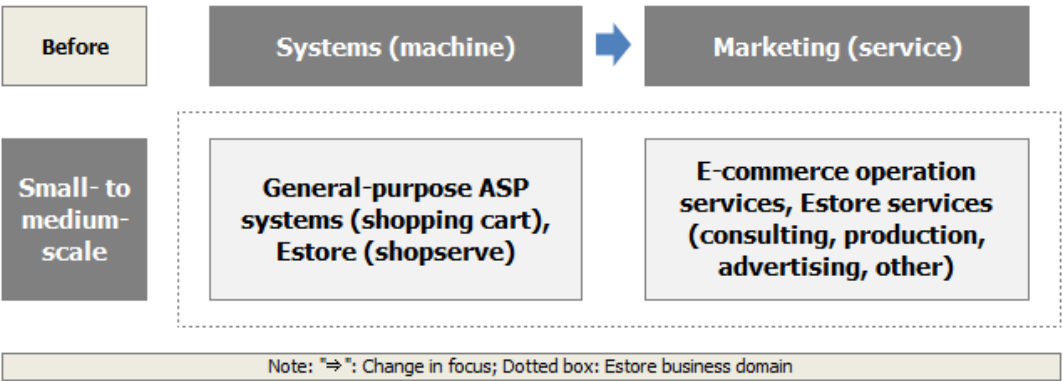 Before
Systems (machine)
Marketing (service)
Small- to
medium-
scale
General-purpose ASP
systems (shopping cart),
Estore (shopserve)
E-commerce operation
services, Estore services
(consulting, production,
advertising, other)
Note: "⇒": Change in focus; Dotted box: Estore business domain